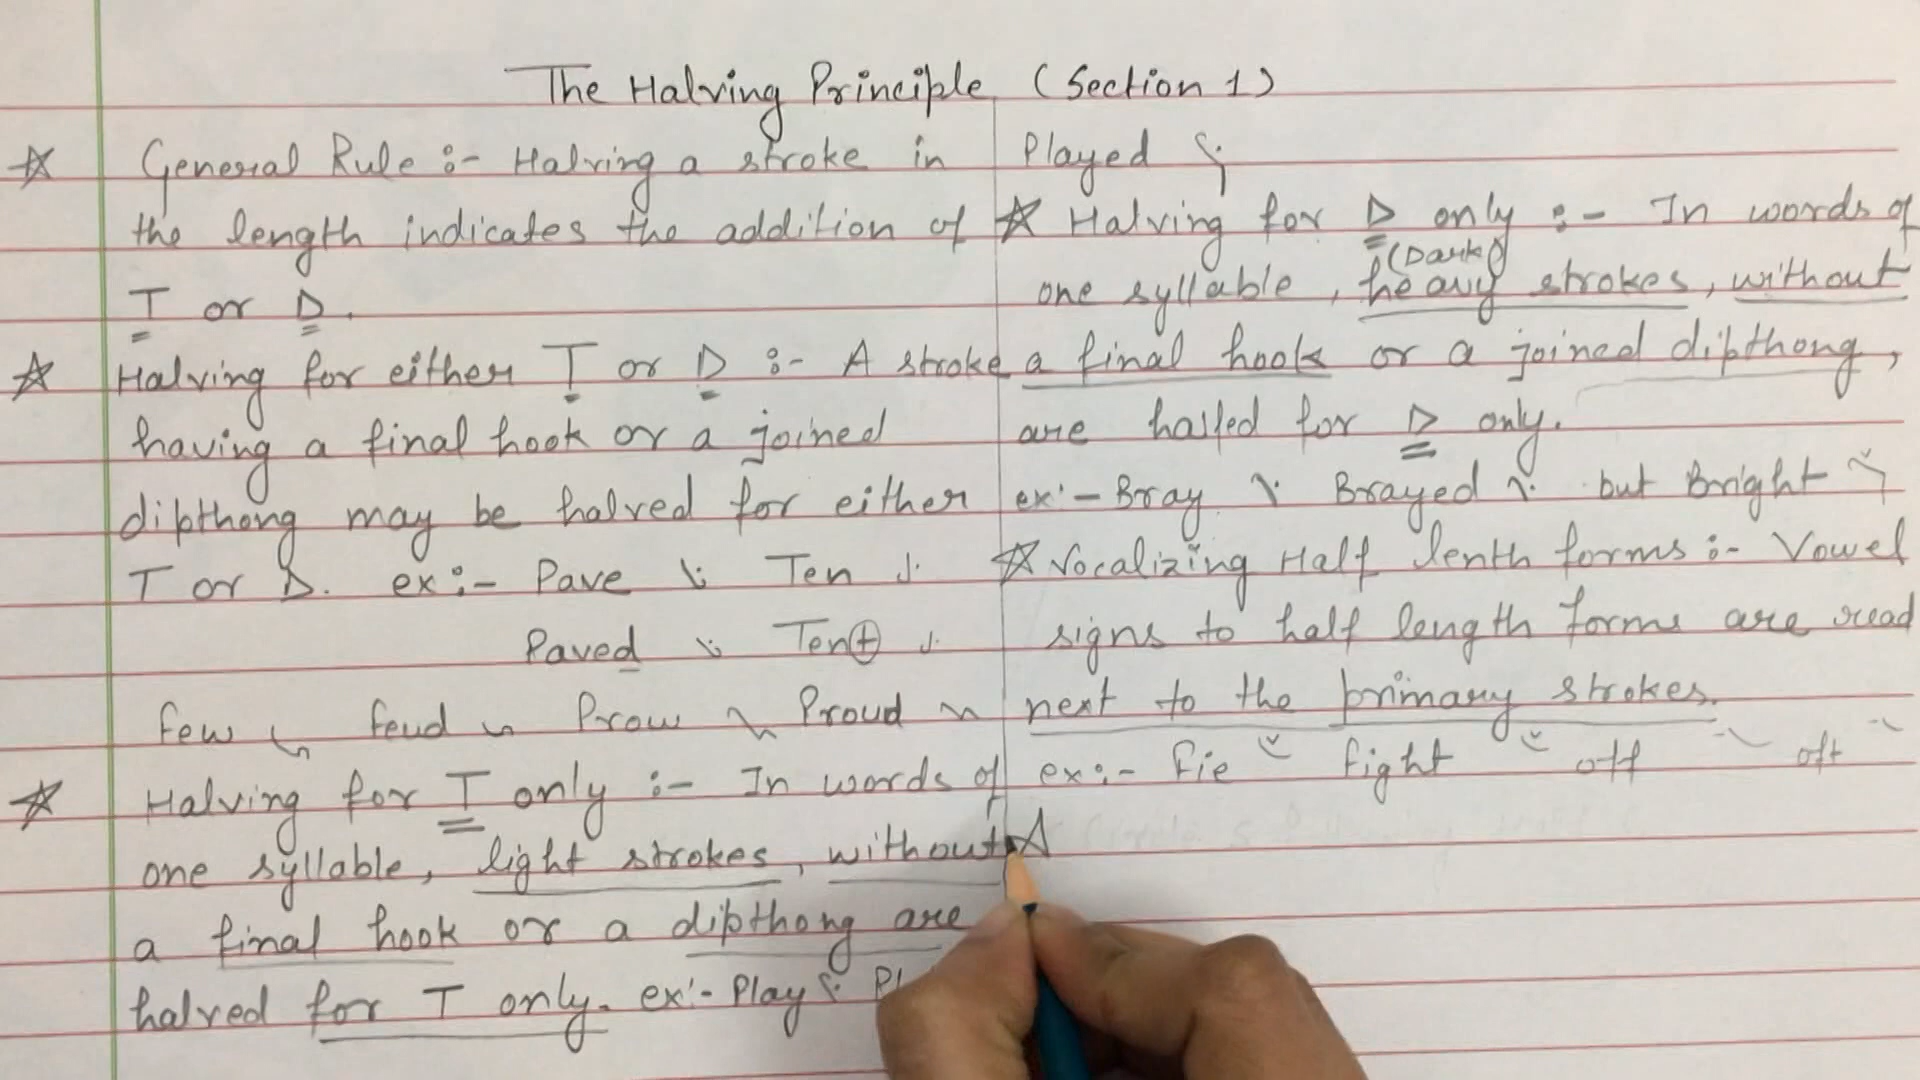 The Halving Principle (Section 1)
☆ General Rule :- Halving a stroke in
the length indicates the addition of
T or D.
☆ Halving for either T or D :- A stroke
having a final hook or a joined
dipthong may be halved for either
T or D. ex :- Pave Ten
Paved Tent
few feud Prow Proud
☆ Halving for T only :- In words of
one syllable, light strokes, without
a final hook or a dipthong are
halved for T only. ex:- Play Pl
Played
☆ Halving for D only :- In words of
(Dark)
one syllable, heavy strokes, without
a final hook or a joined dipthong,
are halfed for D only.
ex:- Bray Brayed but Bright
☆ Vocalizing Half lenth forms :- Vowel
signs to half length forms are read
next to the primary strokes.
ex:- fie fight off oft
☆